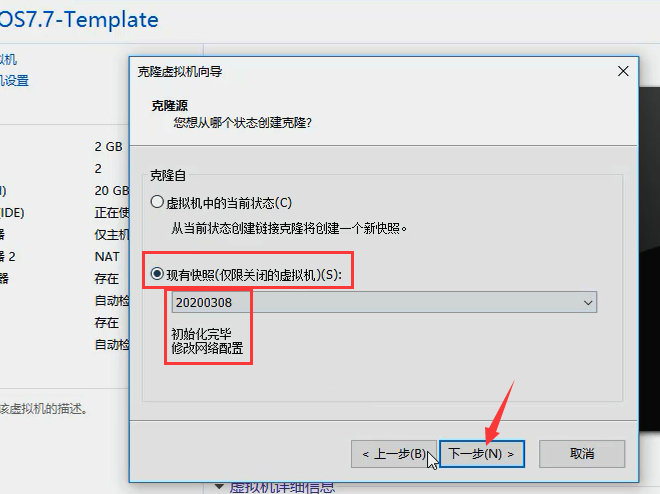 OS7.7-Template
拟机
机设置
克隆虚拟机向导
克隆源
您想从哪个状态创建克隆?
2 GB
2
20 GB
(IDE)
正在使
器
仅主机
器 2
NAT
器
存在
自动检
存在
自动检
克隆自
虚拟机中的当前状态(C)
从当前状态创建链接克隆将创建一个新快照。
现有快照(仅限关闭的虚拟机)(S):
20200308
初始化完毕
修改网络配置
该虚拟机的描述。
< 上一步(B)
下一步(N) >
取消
虚拟机详细信息